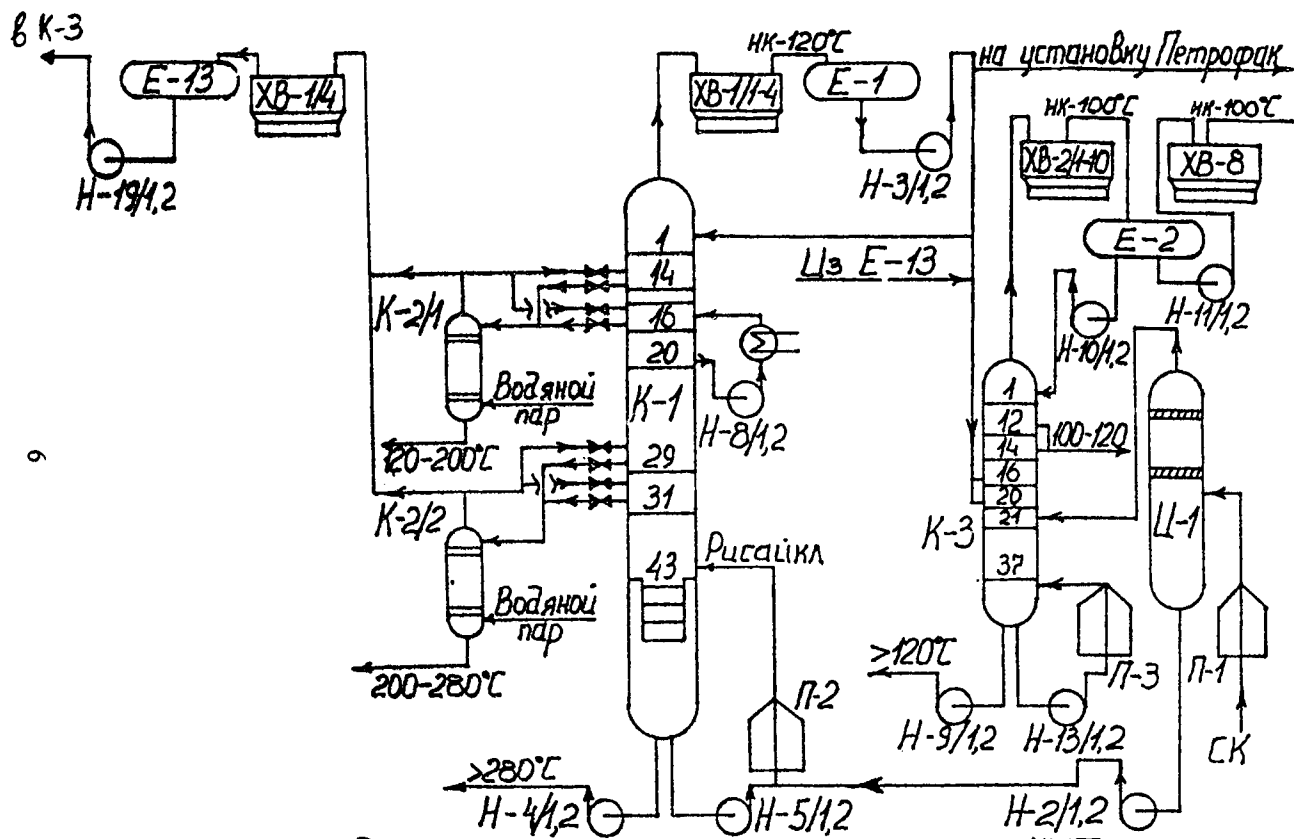 в К-3
Е-13
ХВ-1/4
Н-19/1,2
нк-120°С
ХВ-1/1-4
Е-1
Н-3/1,2
на установку Петрофак
нк-100°С
ХВ-2/1-10
нк-100°С
ХВ-8
Е-2
Н-11/1,2
Н-10/1,2
Из Е-13
К-2/1
Водяной
пар
120-200°С
К-2/2
Водяной
пар
200-280°С
1
14
16
20
К-1
29
31
43
Н-8/1,2
Рисайкл
1
12
14
16
20
21
37
100-120
К-3
Ц-1
>120°С
П-3
П-1
Н-9/1,2
Н-13/1,2
СК
П-2
>280°С
Н-4/1,2
Н-5/1,2
Н-2/1,2